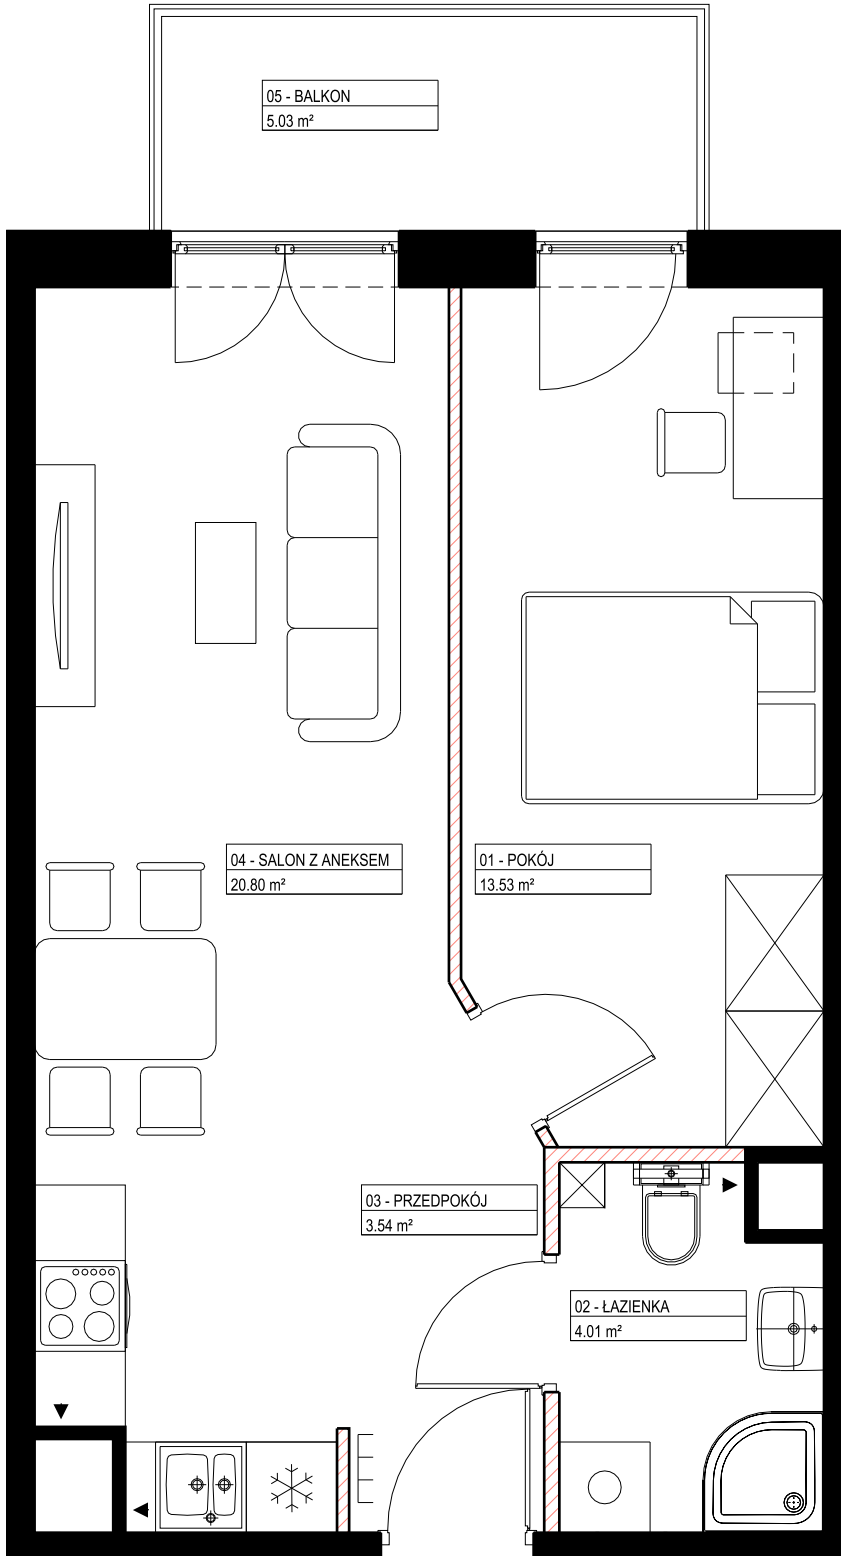 05 - BALKON
5.03 m²
04 - SALON Z ANEKSEM
20.80 m²
01 - POKÓJ
13.53 m²
03 - PRZEDPOKÓJ
3.54 m²
02 - ŁAZIENKA
4.01 m²